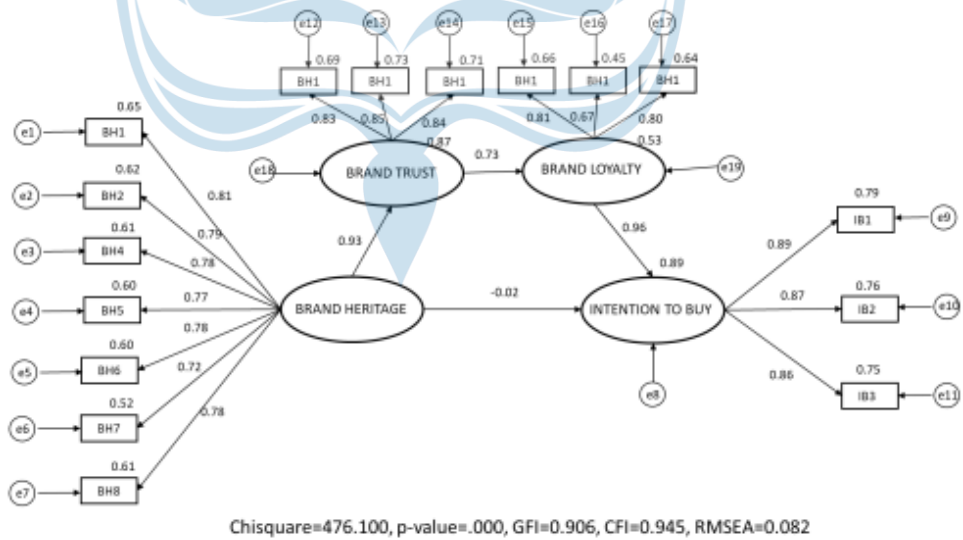 e12 e13 e14 e15 e16 e17
0.69 0.73 0.71 0.66 0.45 0.64
BH1 BH1 BH1 BH1 BH1 BH1
0.83 0.85 0.84 0.81 0.67 0.80
0.87 0.53
e18 BRAND TRUST 0.73 BRAND LOYALTY e19
0.65
e1 BH1
0.81
0.62
e2 BH2
0.79
0.61
e3 BH4
0.78
0.60
e4 BH5
0.77
0.60
e5 BH6
0.78
0.52
e6 BH7
0.72
0.61
e7 BH8
0.78
0.93 0.96
0.89
BRAND HERITAGE -0.02 INTENTION TO BUY
e8
0.79
0.89 IB1 e9
0.76
0.87 IB2 e10
0.75
0.86 IB3 e11
Chisquare=476.100, p-value=.000, GFI=0.906, CFI=0.945, RMSEA=0.082